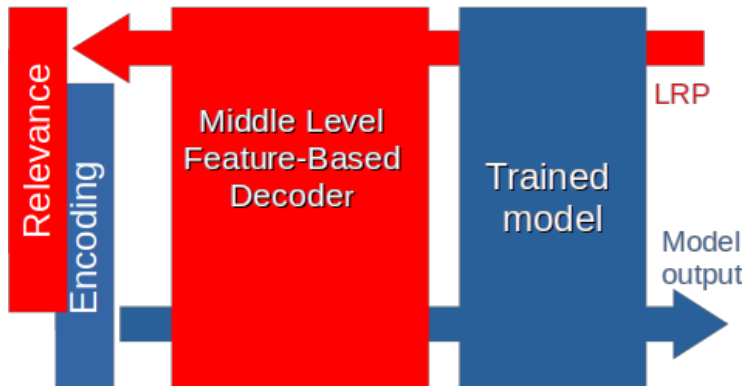 Relevance
Encoding
Middle Level
Feature-Based
Decoder
Trained
model
LRP
Model
output